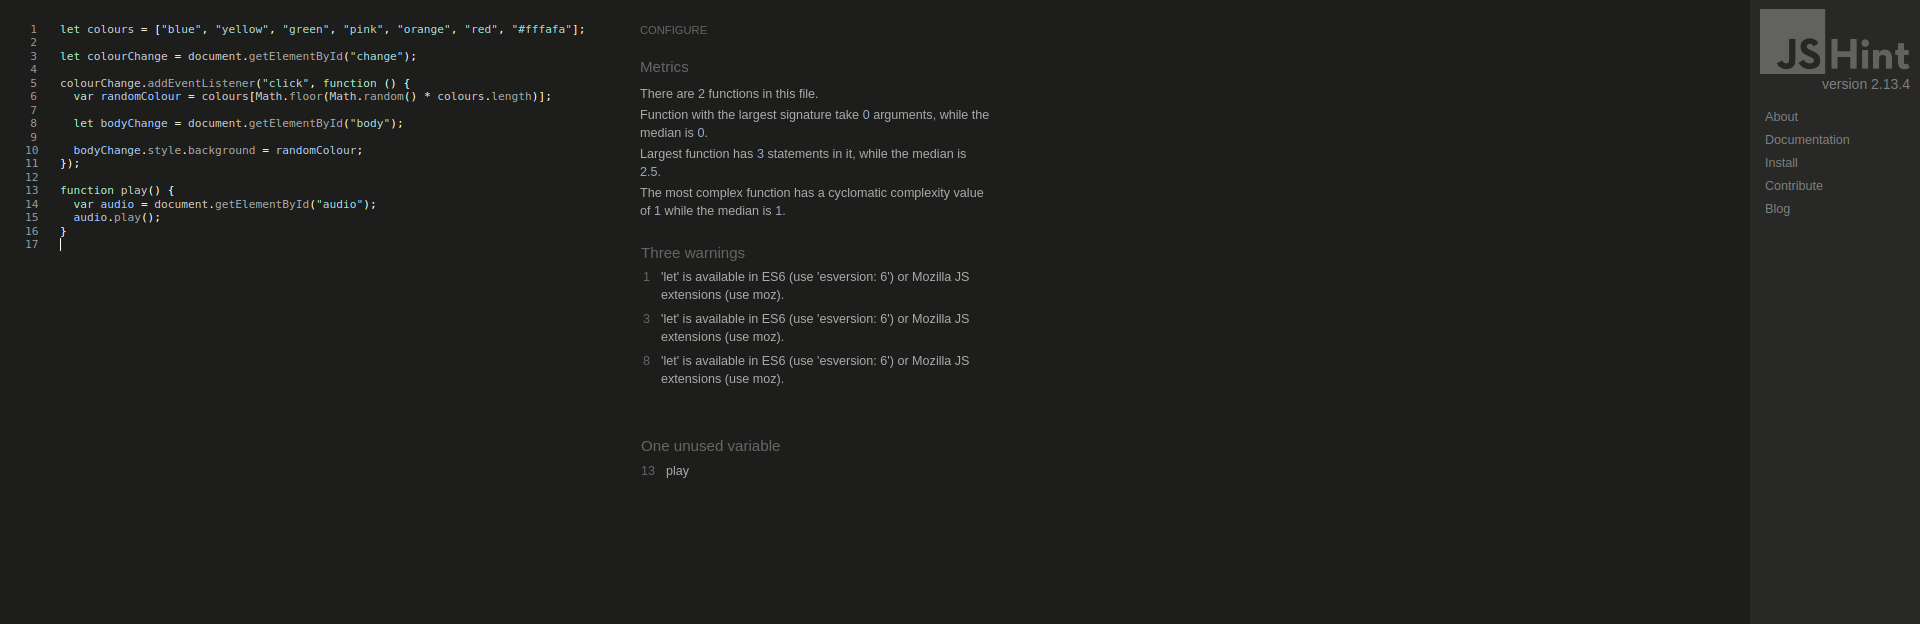 1 let colours = ["blue", "yellow", "green", "pink", "orange", "red", "#fffafa"];
2
3 let colourChange = document.getElementById("change");
4
5 colourChange.addEventListener("click", function () {
6   var randomColour = colours[Math.floor(Math.random() * colours.length)];
7
8   let bodyChange = document.getElementById("body");
9
10   bodyChange.style.background = randomColour;
11 });
12
13 function play() {
14   var audio = document.getElementById("audio");
15   audio.play();
16 }
17
CONFIGURE
Metrics
There are 2 functions in this file.
Function with the largest signature take 0 arguments, while the
median is 0.
Largest function has 3 statements in it, while the median is
2.5.
The most complex function has a cyclomatic complexity value
of 1 while the median is 1.
Three warnings
1 'let' is available in ES6 (use 'esversion: 6') or Mozilla JS
extensions (use moz).
3 'let' is available in ES6 (use 'esversion: 6') or Mozilla JS
extensions (use moz).
8 'let' is available in ES6 (use 'esversion: 6') or Mozilla JS
extensions (use moz).
One unused variable
13 play
JSHint
version 2.13.4
About
Documentation
Install
Contribute
Blog